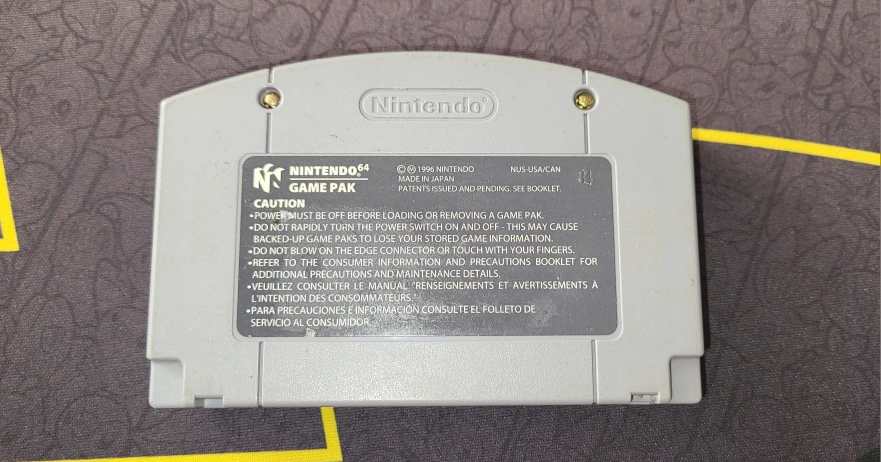 Nintendo
NINTENDO64
GAME PAK
©Ⓜ 1996 NINTENDO
MADE IN JAPAN
PATENTS ISSUED AND PENDING. SEE BOOKLET.
NUS-USA/CAN
CAUTION
•POWER MUST BE OFF BEFORE LOADING OR REMOVING A GAME PAK.
•DO NOT RAPIDLY TURN THE POWER SWITCH ON AND OFF - THIS MAY CAUSE
BACKED-UP GAME PAKS TO LOSE YOUR STORED GAME INFORMATION.
•DO NOT BLOW ON THE EDGE CONNECTOR OR TOUCH WITH YOUR FINGERS.
•REFER TO THE CONSUMER INFORMATION AND PRECAUTIONS BOOKLET FOR
ADDITIONAL PRECAUTIONS AND MAINTENANCE DETAILS.
•VEUILLEZ CONSULTER LE MANUAL "RENSEIGNEMENTS ET AVERTISSEMENTS À
L'INTENTION DES CONSOMMATEURS."
•PARA PRECAUCIONES E INFORMACIÓN CONSULTE EL FOLLETO DE
SERVICIO AL CONSUMIDOR.